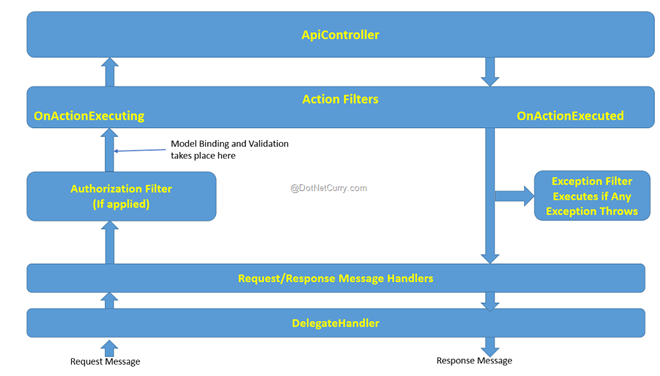 ApiController
Action Filters
OnActionExecuting
OnActionExecuted
Model Binding and Validation
takes place here
Authorization Filter
(If applied)
@DotNetCurry.com
Exception Filter
Executes if Any
Exception Throws
Request/Response Message Handlers
DelegateHandler
Request Message
Response Message